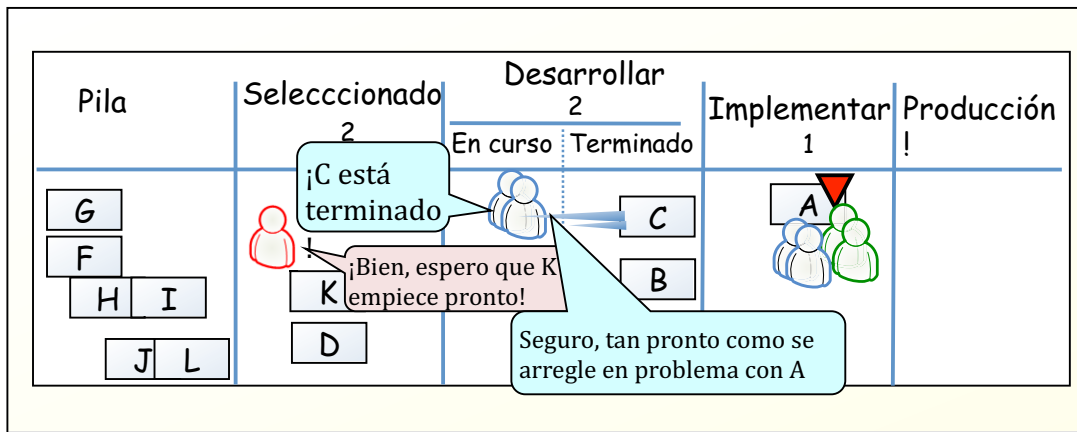 Pila
Selecccionado
2
Desarrollar
2
En curso
Terminado
Implementar
1
Producción
!
¡C está
terminado
!
¡Bien, espero que K
empiece pronto!
Seguro, tan pronto como se
arregle en problema con A
G
F
H I
J L
K
D
C
B
A